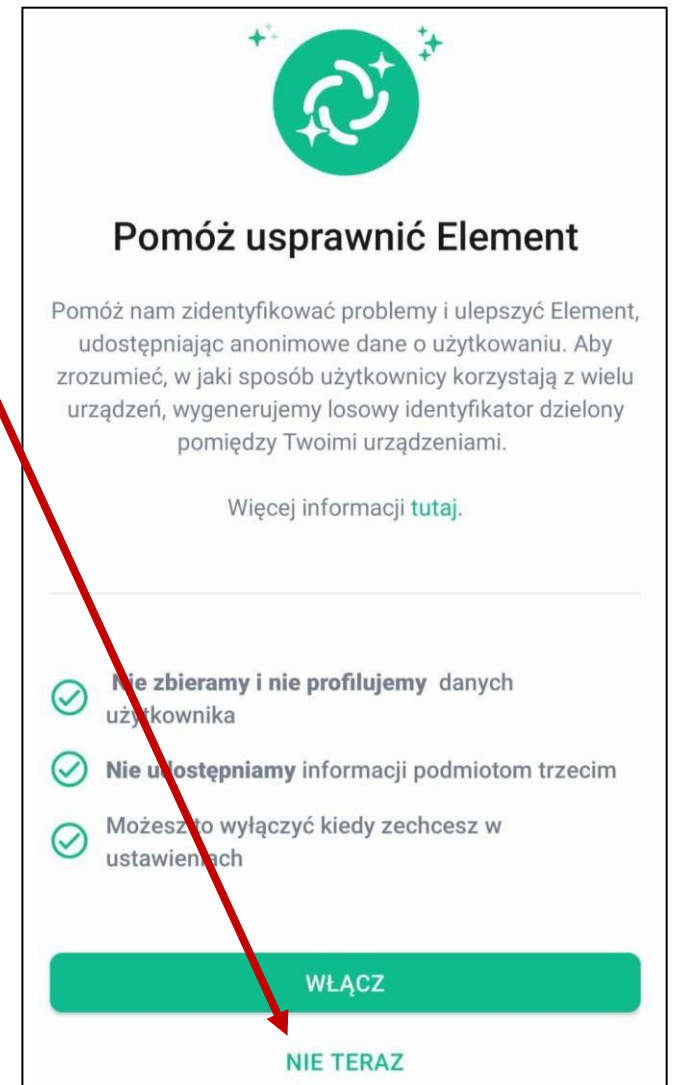 Pomóż usprawnić Element
Pomóż nam zidentyfikować problemy i ulepszyć Element,
udostępniając anonimowe dane o użytkowaniu. Aby
zrozumieć, w jaki sposób użytkownicy korzystają z wielu
urządzeń, wygenerujemy losowy identyfikator dzielony
pomiędzy Twoimi urządzeniami.
Więcej informacji tutaj.
Nie zbieramy i nie profilujemy danych
użytkownika
Nie udostępniamy informacji podmiotom trzecim
Możesz to wyłączyć kiedy zechcesz w
ustawieniach
WŁĄCZ
NIE TERAZ